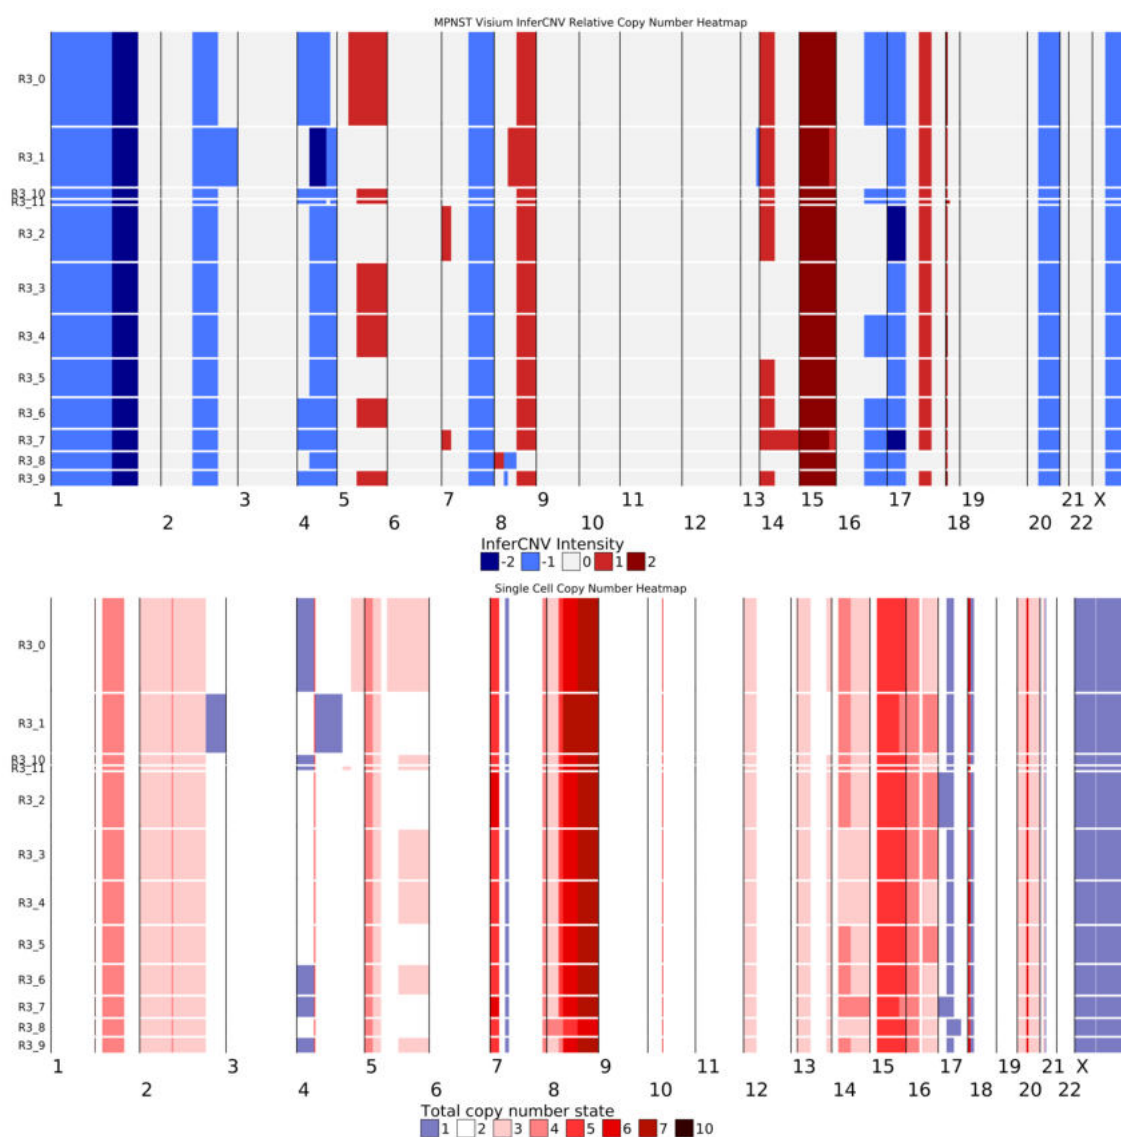 MPNST Visium InferCNV Relative Copy Number Heatmap
R3_0
R3_1
R3_10
R3_11
R3_2
R3_3
R3_4
R3_5
R3_6
R3_7
R3_8
R3_9
1 3 5 7 9 11 13 15 17 19 21 X
2 4 6 8 10 12 14 16 18 20 22
InferCNV Intensity
-2 -1 0 1 2
Single Cell Copy Number Heatmap
R3_0
R3_1
R3_10
R3_11
R3_2
R3_3
R3_4
R3_5
R3_6
R3_7
R3_8
R3_9
1 3 5 7 9 11 13 15 17 19 21 X
2 4 6 8 10 12 14 16 18 20 22
Total copy number state
1 2 3 4 5 6 7 10